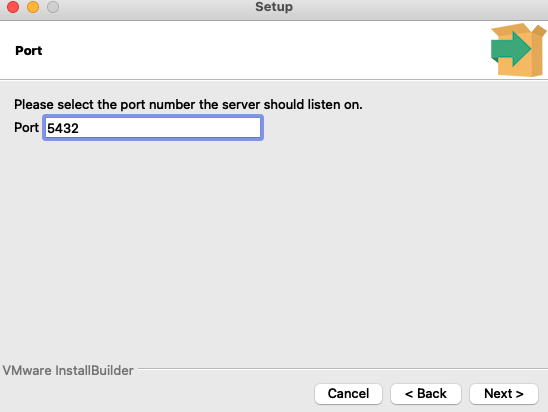 Setup
Port
Please select the port number the server should listen on.
Port 5432
VMware InstallBuilder
Cancel
< Back
Next >